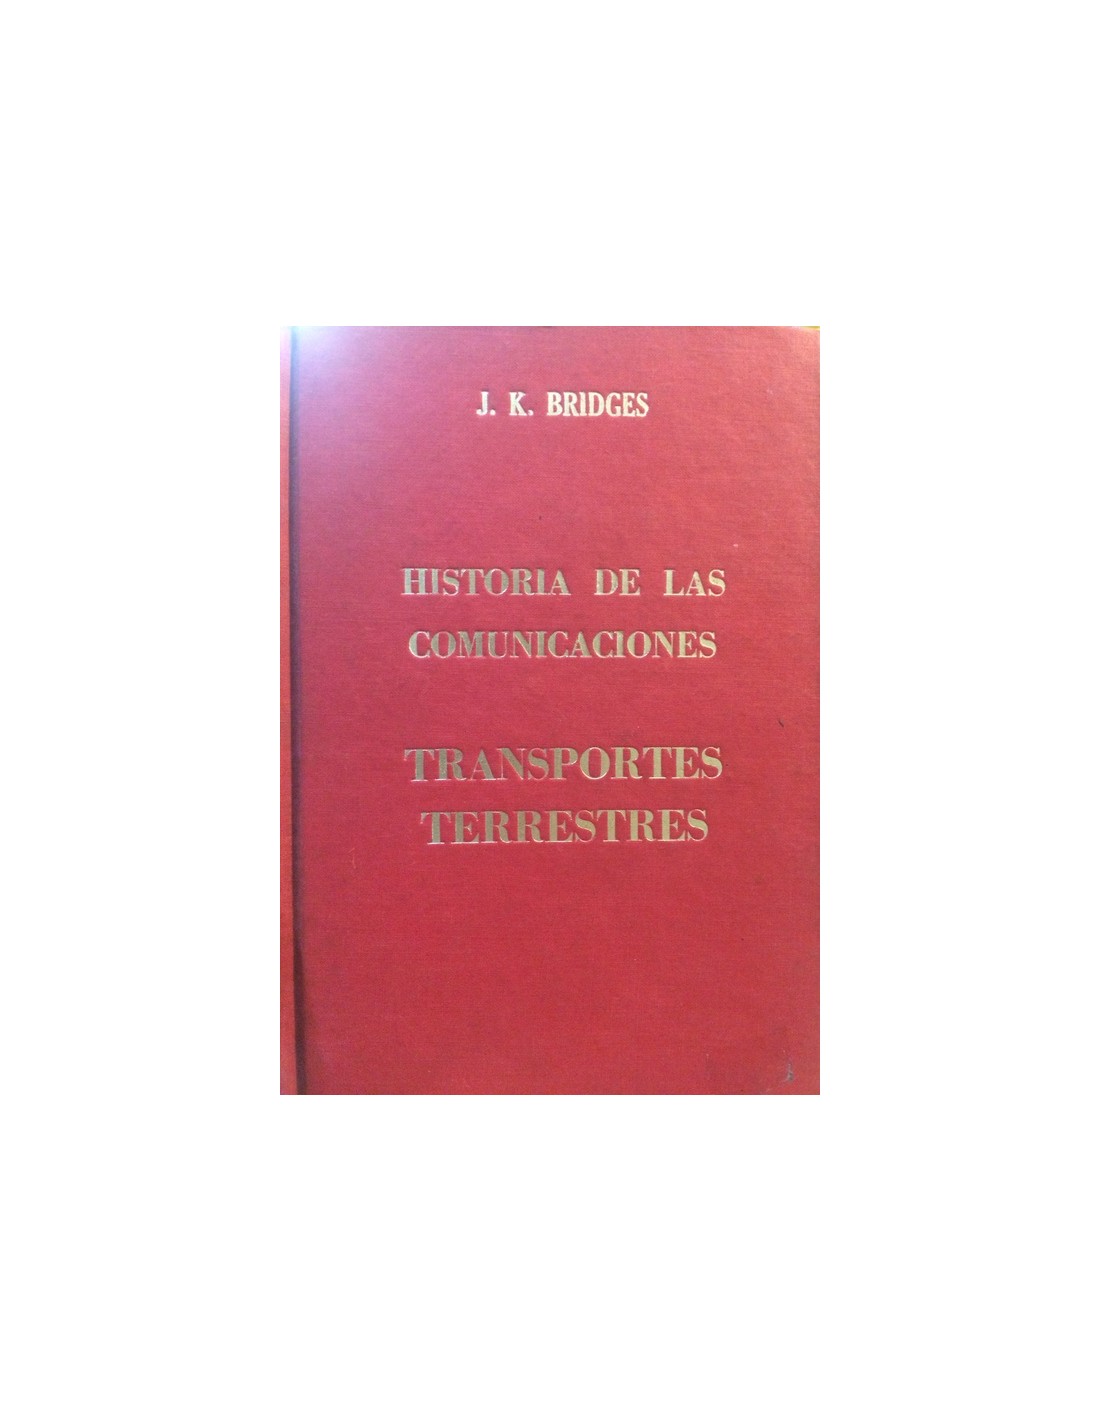 J. K. BRIDGES
HISTORIA DE LAS
COMUNICACIONES
TRANSPORTES
TERRESTRES